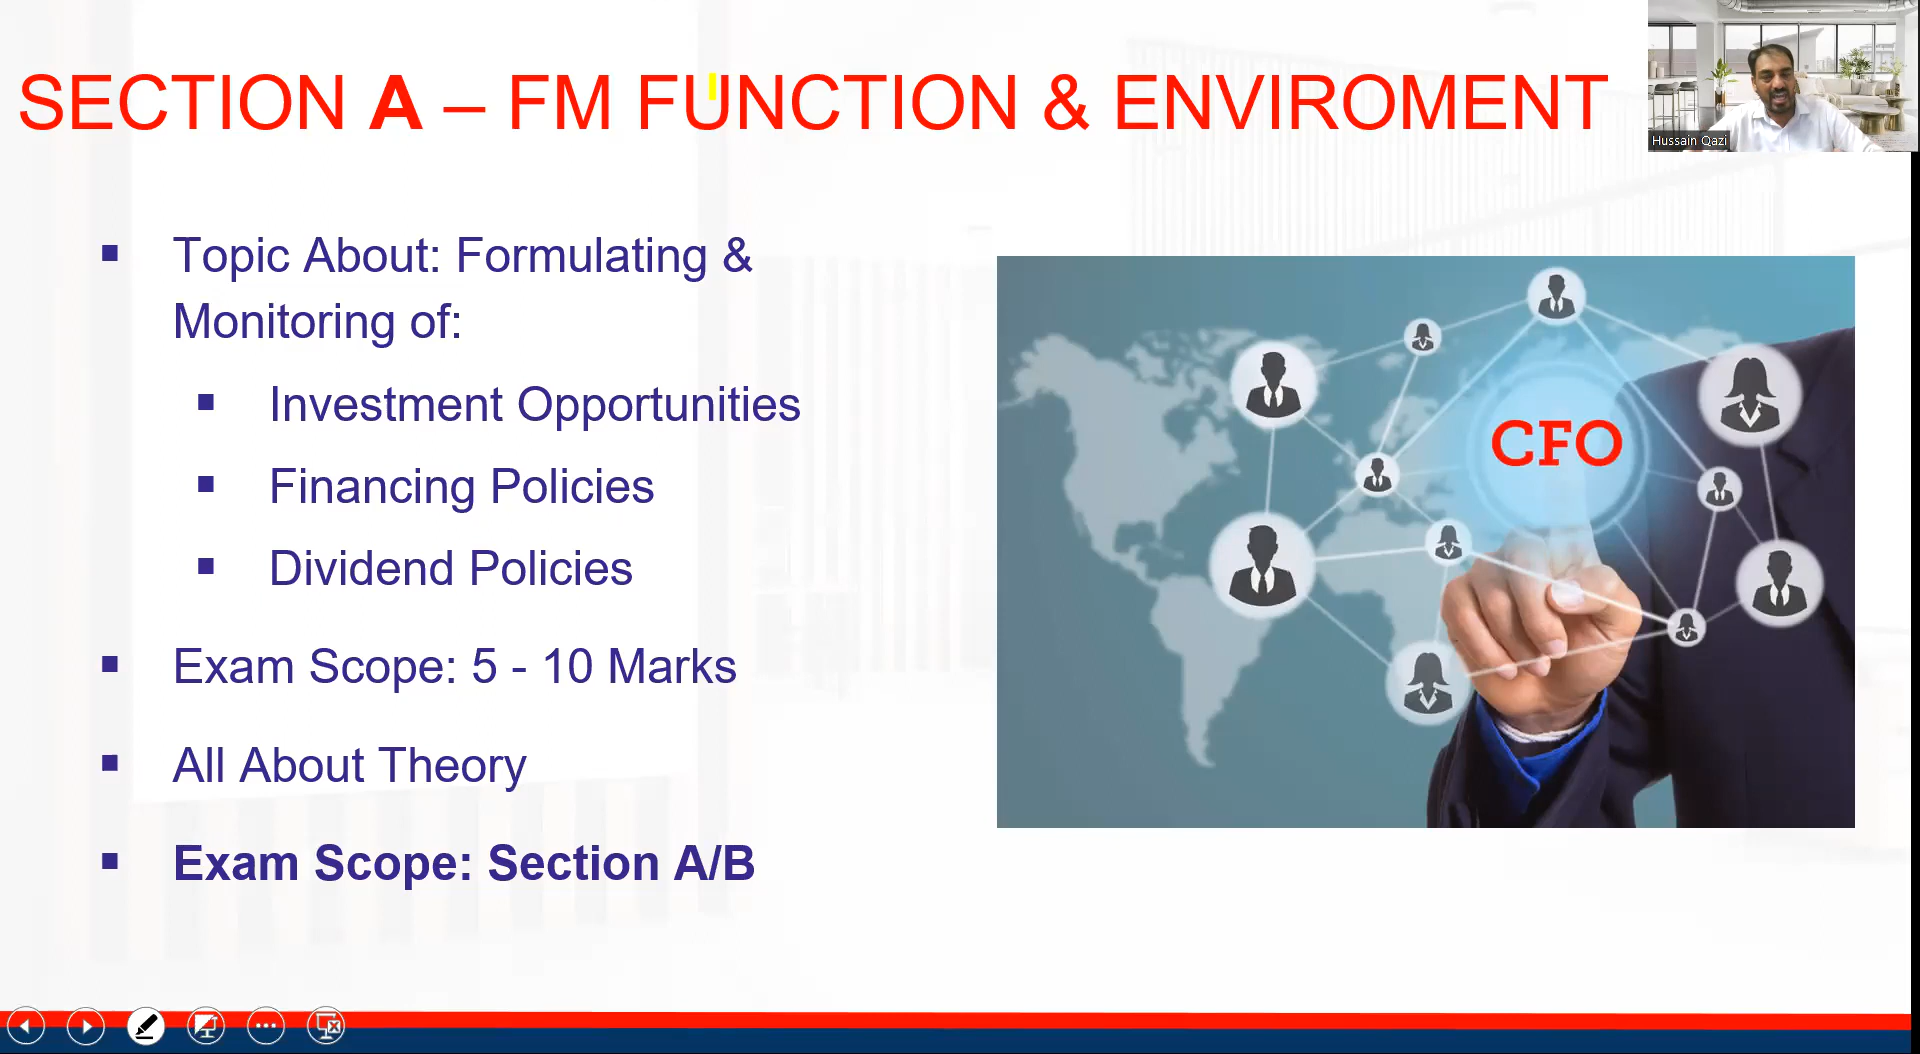 SECTION A – FM FUNCTION & ENVIROMENT
Hussain Qazi
Topic About: Formulating &
Monitoring of:
Investment Opportunities
Financing Policies
Dividend Policies
Exam Scope: 5 - 10 Marks
All About Theory
Exam Scope: Section A/B
CFO